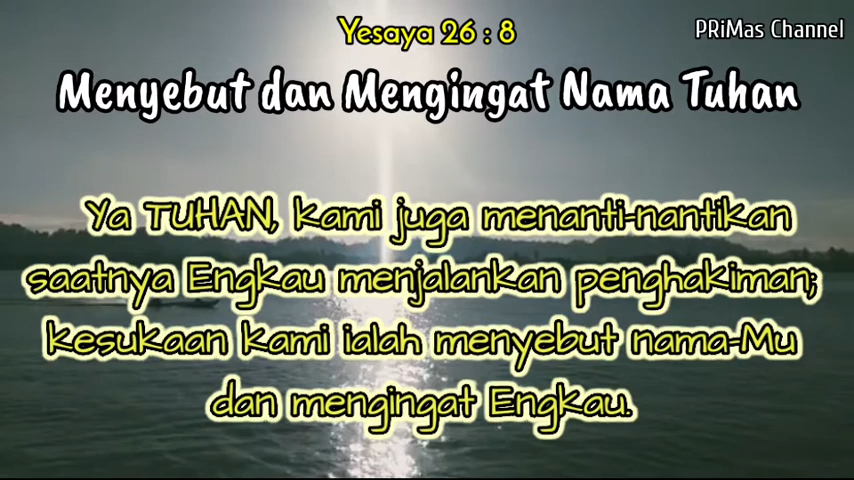 Yesaya 26 : 8
PRiMas Channel
Menyebut dan Mengingat Nama Tuhan
Ya TUHAN, kami juga menanti-nantikan
saatnya Engkau menjalankan penghakiman;
kesukaan kami ialah menyebut nama-Mu
dan mengingat Engkau.